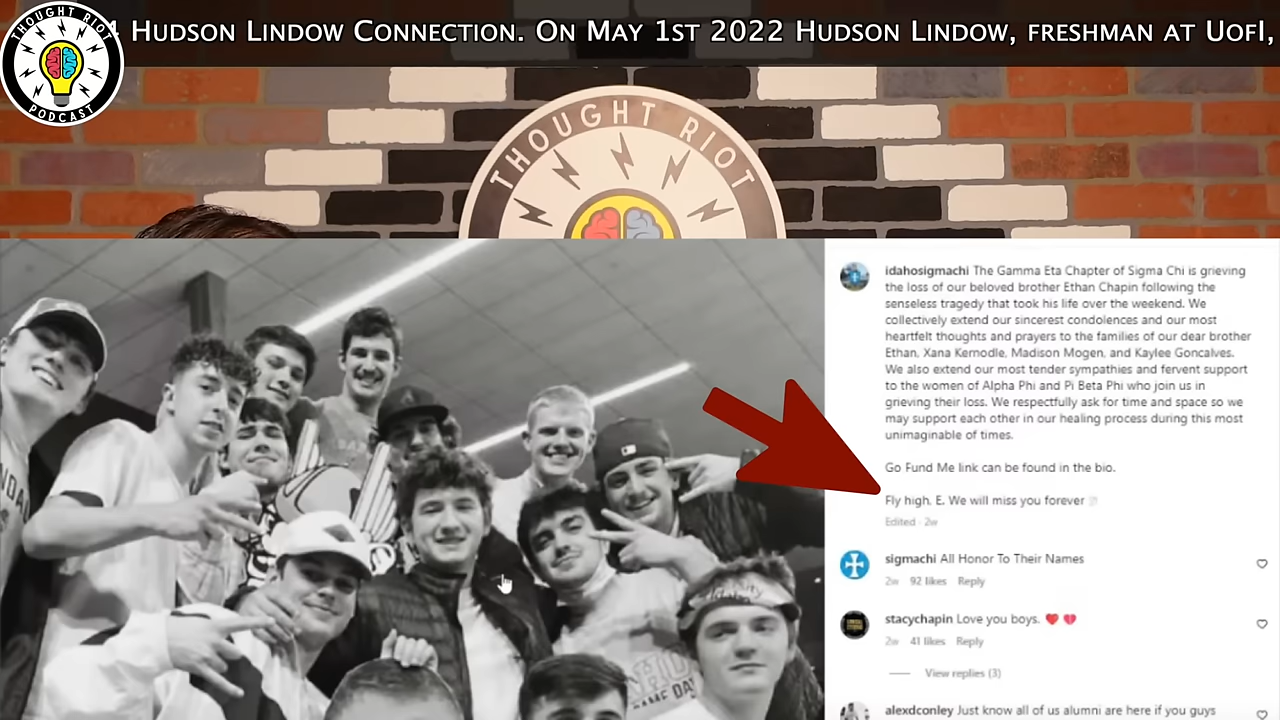 4 Hudson Lindow Connection. On May 1st 2022 Hudson Lindow, freshman at UofI,
THOUGHT RIOT
PODCAST
THOUGHT RIOT
idahosigmachi The Gamma Eta Chapter of Sigma Chi is grieving
the loss of our beloved brother Ethan Chapin following the
senseless tragedy that took his life over the weekend. We
collectively extend our sincerest condolences and our most
heartfelt thoughts and prayers to the families of our dear brother
Ethan, Xana Kernodle, Madison Mogen, and Kaylee Goncalves.
We also extend our most tender sympathies and fervent support
to the women of Alpha Phi and Pi Beta Phi who join us in
grieving their loss. We respectfully ask for time and space so we
may support each other in our healing process during this most
unimaginable of times.
Go Fund Me link can be found in the bio.
Fly high, E. We will miss you forever
Edited · 2w
sigmachi All Honor To Their Names
2w 92 likes Reply
stacychapin Love you boys. ❤️ 💔
2w 41 likes Reply
View replies (3)
alexdconley Just know all of us alumni are here if you guys
GAME DAY